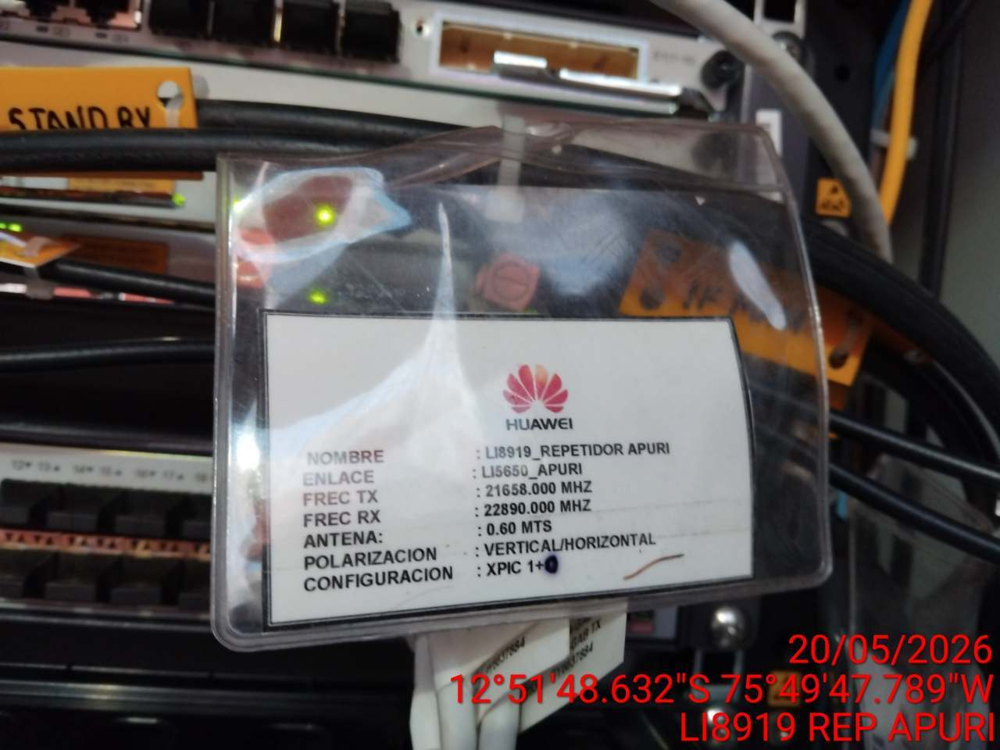 STAND BY
HUAWEI
NOMBRE : LI8919_REPETIDOR APURI
ENLACE : LI5650_APURI
FREC TX : 21658.000 MHZ
FREC RX : 22890.000 MHZ
ANTENA: : 0.60 MTS
POLARIZACION : VERTICAL/HORIZONTAL
CONFIGURACION : XPIC 1+0
20/05/2026
12°51'48.632"S 75°49'47.789"W
LI8919 REP APURI